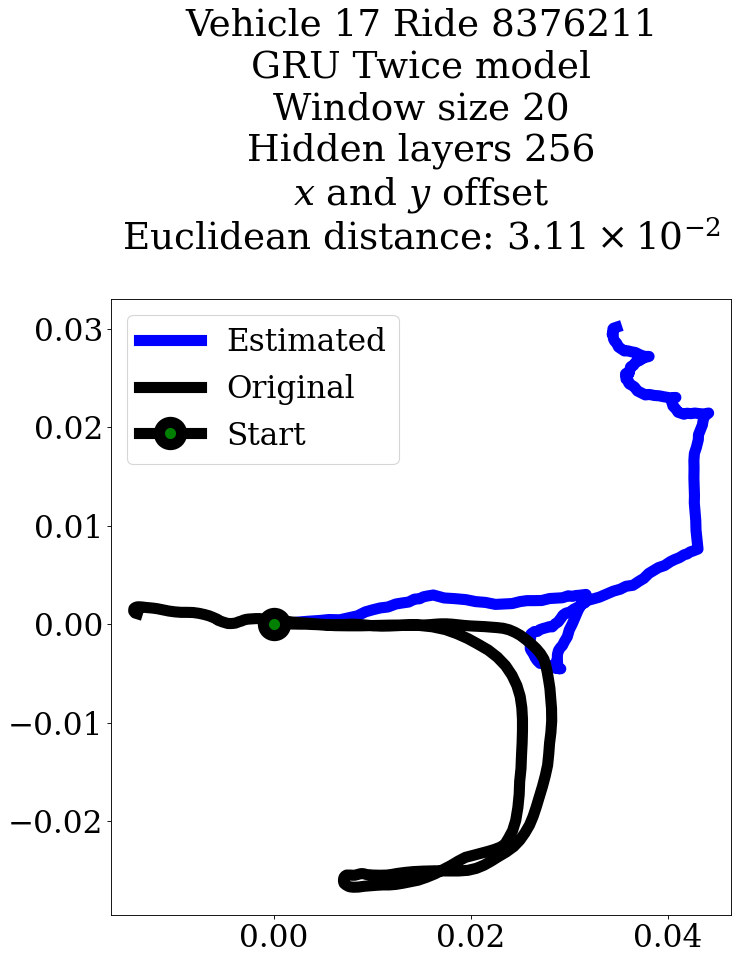 Vehicle 17 Ride 8376211
GRU Twice model
Window size 20
Hidden layers 256
x and y offset
Euclidean distance: 3.11 × 10⁻²
Estimated
Original
Start
0.03
0.02
0.01
0.00
−0.01
−0.02
0.00 0.02 0.04